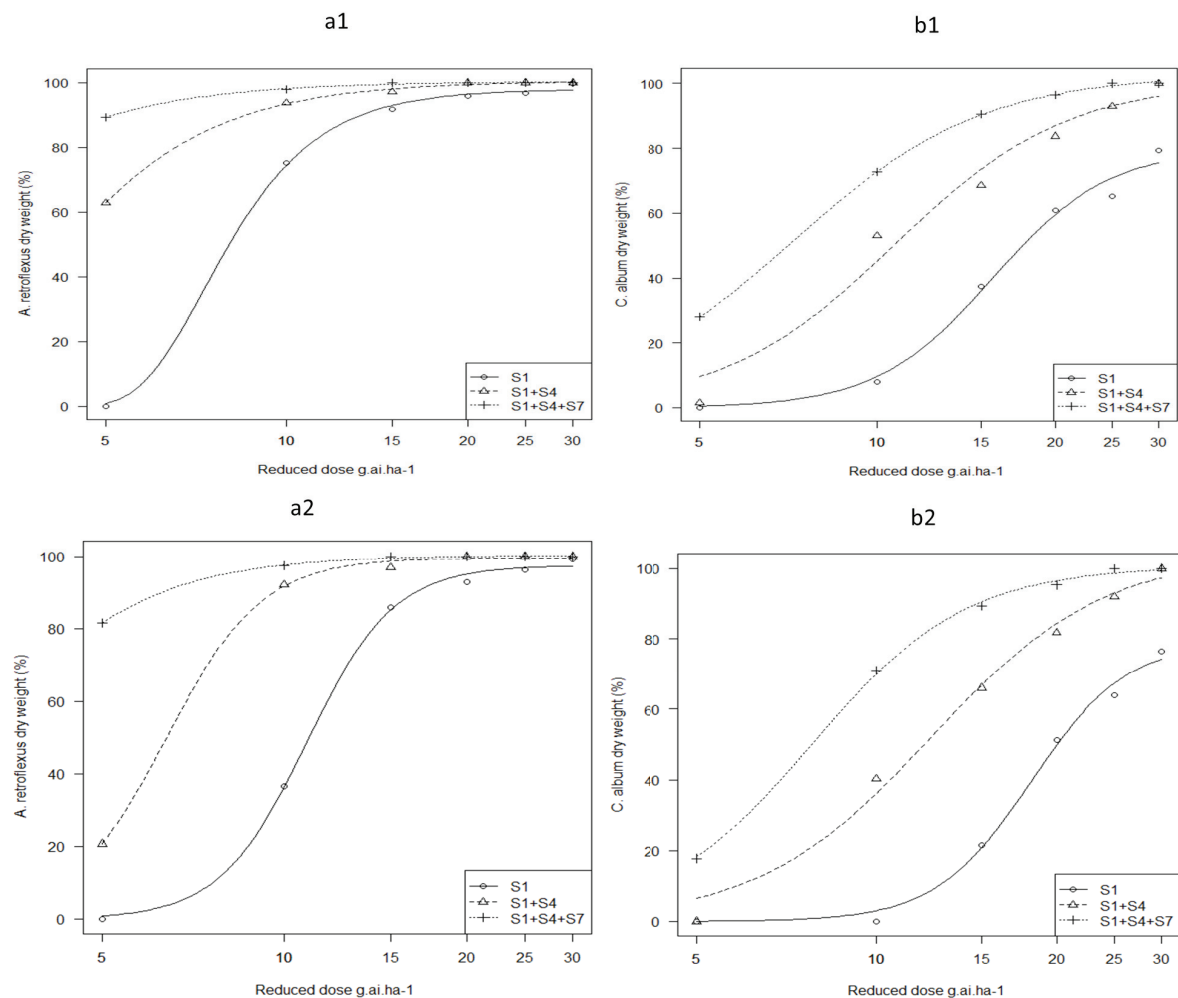 a1
A. retroflexus dry weight (%)
100
80
60
40
20
0
5 10 15 20 25 30
Reduced dose g.ai.ha-1
S1
S1+S4
S1+S4+S7
b1
C. album dry weight (%)
100
80
60
40
20
0
5 10 15 20 25 30
Reduced dose g.ai.ha-1
S1
S1+S4
S1+S4+S7
a2
A. retroflexus dry weight (%)
100
80
60
40
20
0
5 10 15 20 25 30
Reduced dose g.ai.ha-1
S1
S1+S4
S1+S4+S7
b2
C. album dry weight (%)
100
80
60
40
20
0
5 10 15 20 25 30
Reduced dose g.ai.ha-1
S1
S1+S4
S1+S4+S7